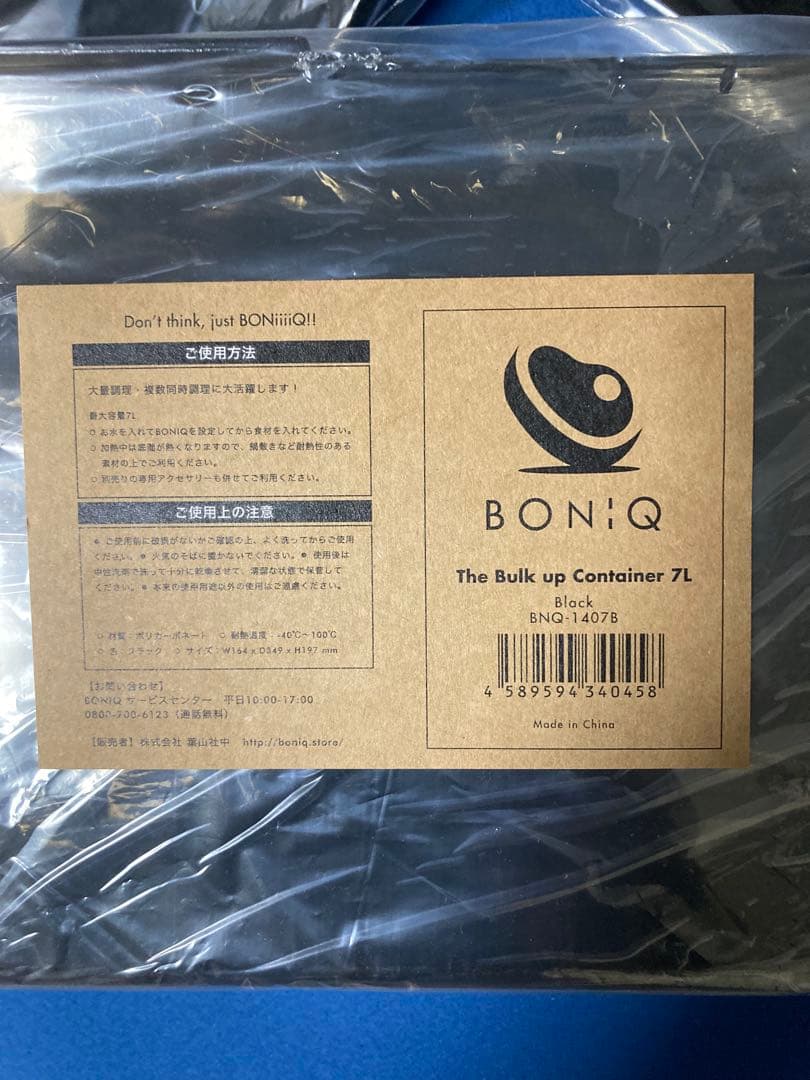 Don't think, just BONiiiiQ!!
ご使用方法
大量調理・複数同時調理に大活躍します！
最大容量7L
○ お水を入れてBONIQを設定してから食材を入れてください。
○ 加熱中は底面が熱くなりますので、鍋敷きなど耐熱性のある
素材の上でご利用ください。
○ 別売りの専用アクセサリーも併せてご利用ください。
ご使用上の注意
● ご使用前に破損がないかご確認の上、よく洗ってからご使用
ください。● 火気のそばに置かないでください。● 使用後は
中性洗剤で洗って十分に乾燥させて、清潔な状態で保管して
ください。● 本来の使用用途以外の使用はご遠慮ください。
○ 材質：ポリカーボネート ○ 耐熱温度：-40℃～100℃
○ 色：ブラック ○ サイズ：W164 x D349 x H197 mm
【お問い合わせ】
BONIQ サービスセンター 平日10:00-17:00
0800-900-6123（通話無料）
【販売者】株式会社 葉山社中 http://boniq.store/
BONIQ
The Bulk up Container 7L
Black
BNQ-1407B
4 589594 340458
Made in China